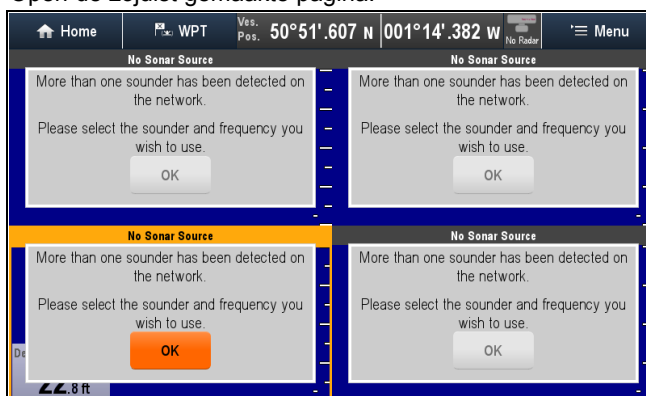 Open de zojuist gemaakte pagina.
Home
WPT
Ves. Pos. 50°51'.607 N
001°14'.382 W
No Radar
Menu
No Sonar Source
More than one sounder has been detected on
the network.
Please select the sounder and frequency you
wish to use.
OK
No Sonar Source
More than one sounder has been detected on
the network.
Please select the sounder and frequency you
wish to use.
OK
No Sonar Source
More than one sounder has been detected on
the network.
Please select the sounder and frequency you
wish to use.
OK
De
22.8 ft
No Sonar Source
More than one sounder has been detected on
the network.
Please select the sounder and frequency you
wish to use.
OK